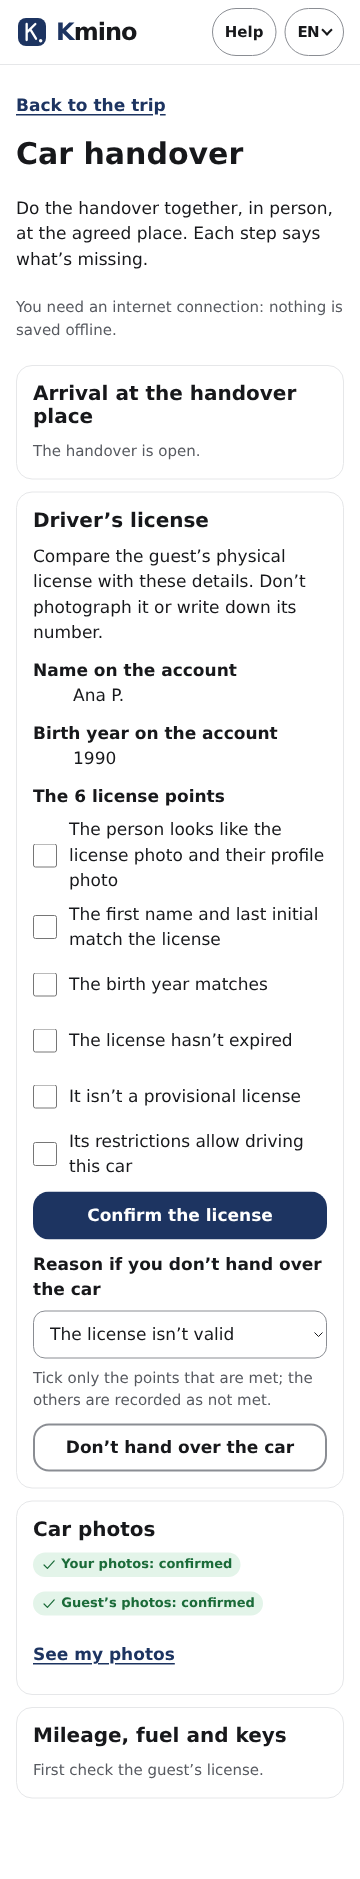 K. Kmino
Help
EN
Back to the trip
Car handover
Do the handover together, in person,
at the agreed place. Each step says
what’s missing.
You need an internet connection: nothing is
saved offline.
Arrival at the handover
place
The handover is open.
Driver’s license
Compare the guest’s physical
license with these details. Don’t
photograph it or write down its
number.
Name on the account
Ana P.
Birth year on the account
1990
The 6 license points
The person looks like the
license photo and their profile
photo
The first name and last initial
match the license
The birth year matches
The license hasn’t expired
It isn’t a provisional license
Its restrictions allow driving
this car
Confirm the license
Reason if you don’t hand over
the car
The license isn’t valid
Tick only the points that are met; the
others are recorded as not met.
Don’t hand over the car
Car photos
Your photos: confirmed
Guest’s photos: confirmed
See my photos
Mileage, fuel and keys
First check the guest’s license.